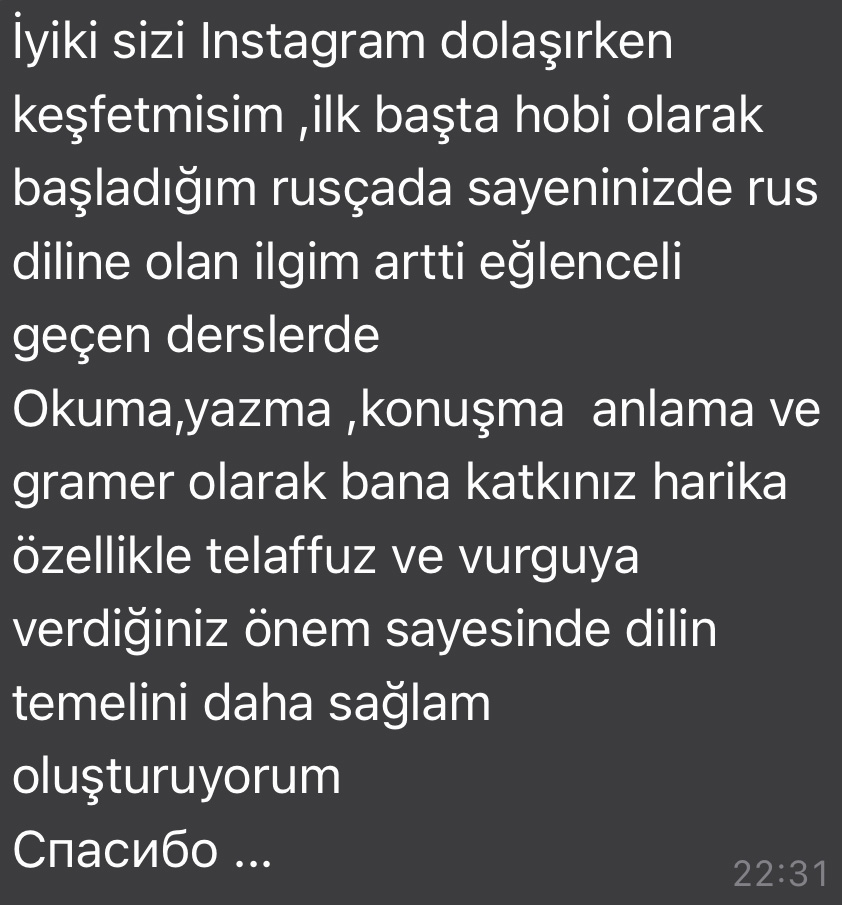 İyiki sizi Instagram dolaşırken
keşfetmisim ,ilk başta hobi olarak
başladığım rusçada sayeninizde rus
diline olan ilgim artti eğlenceli
geçen derslerde
Okuma,yazma ,konuşma  anlama ve
gramer olarak bana katkınız harika
özellikle telaffuz ve vurguya
verdiğiniz önem sayesinde dilin
temelini daha sağlam
oluşturuyorum
Спасибо ...
22:31